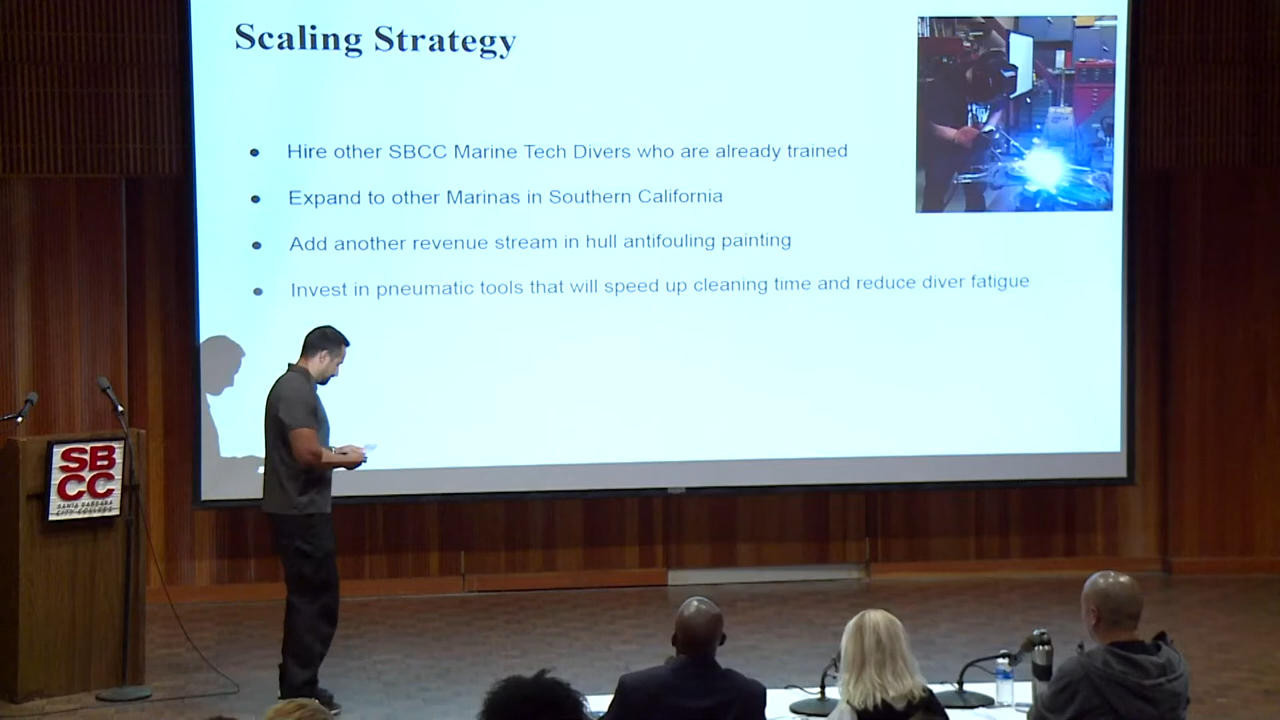 Scaling Strategy
● Hire other SBCC Marine Tech Divers who are already trained
● Expand to other Marinas in Southern California
● Add another revenue stream in hull antifouling painting
● Invest in pneumatic tools that will speed up cleaning time and reduce diver fatigue
SB
CC
SANTA BARBARA
CITY COLLEGE